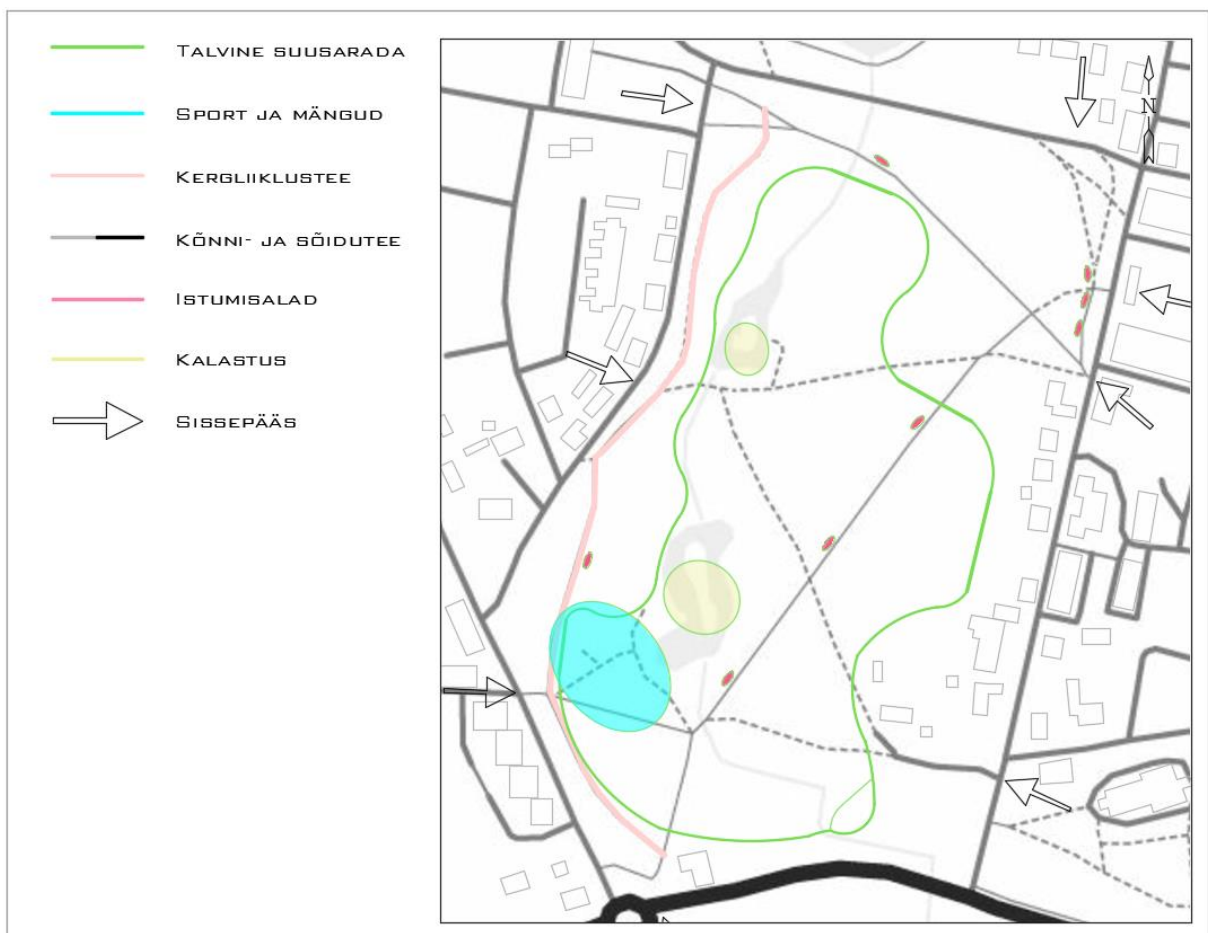 Talvine suusarada
Sport ja mängud
Kergliiklustee
Kõnni- ja sõidutee
Istumisalad
Kalastus
Sissepääs
N